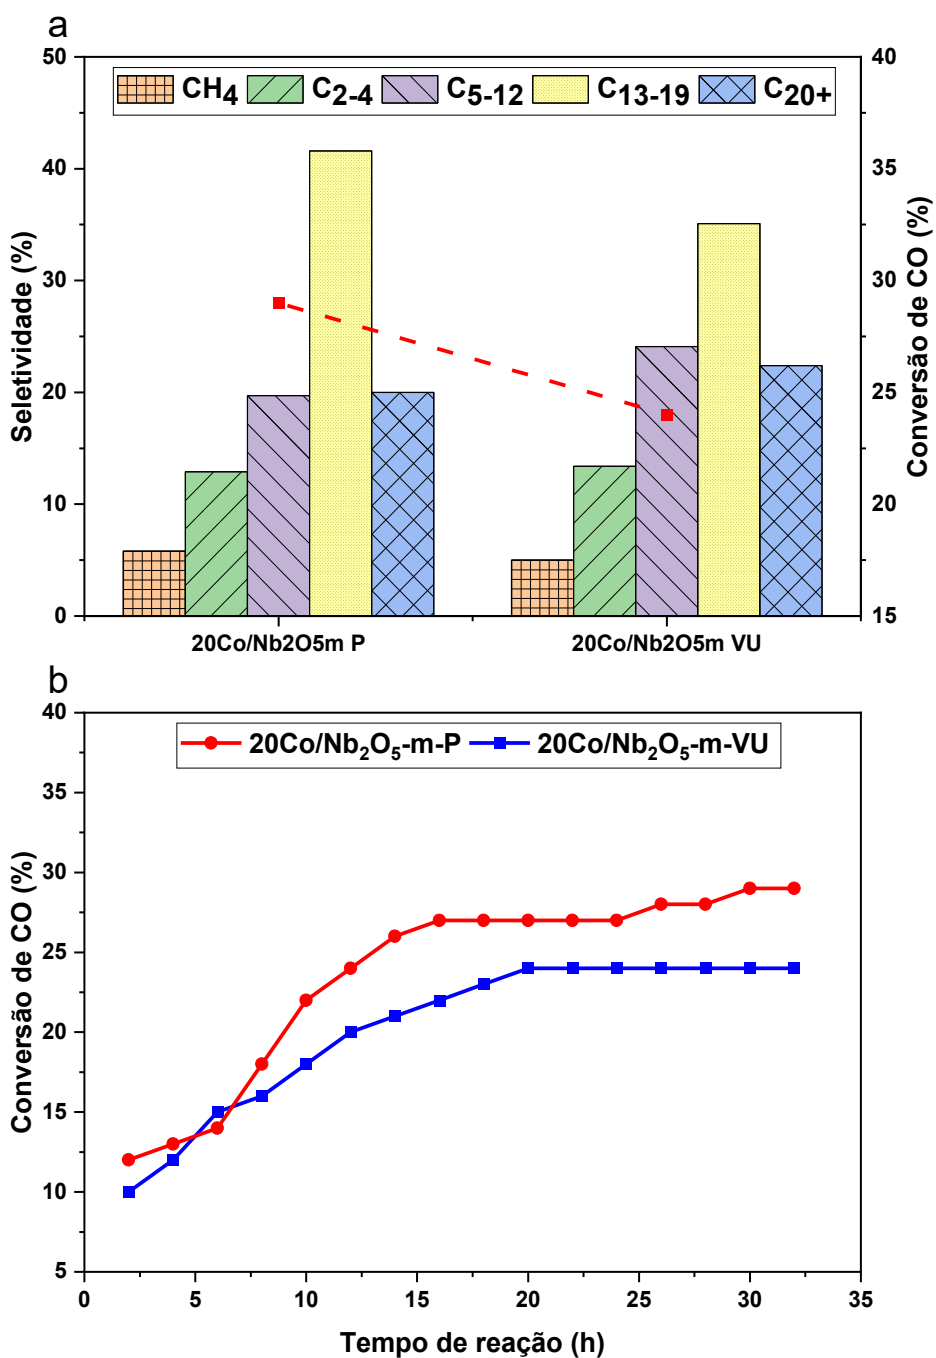 a
CH4 C2-4 C5-12 C13-19 C20+
50
40
30
20
10
0
Seletividade (%)
40
35
30
25
20
15
Conversão de CO (%)
20Co/Nb2O5m P 20Co/Nb2O5m VU
b
20Co/Nb2O5-m-P 20Co/Nb2O5-m-VU
40
35
30
25
20
15
10
5
Conversão de CO (%)
0 5 10 15 20 25 30 35
Tempo de reação (h)